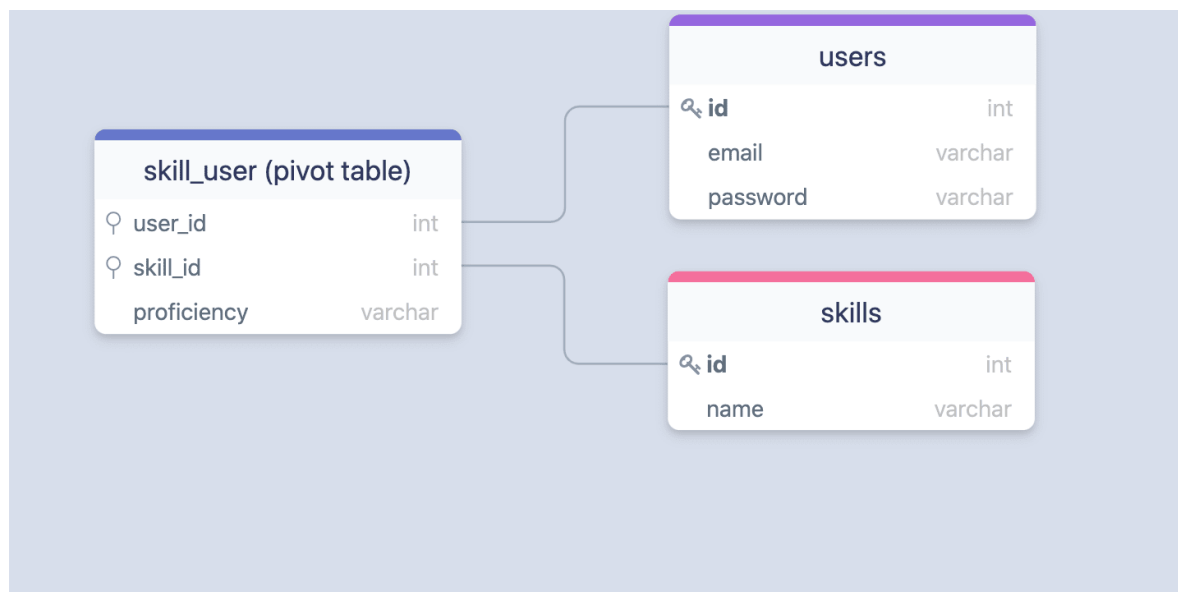 skill_user (pivot table)
user_id int
skill_id int
proficiency varchar
users
id int
email varchar
password varchar
skills
id int
name varchar